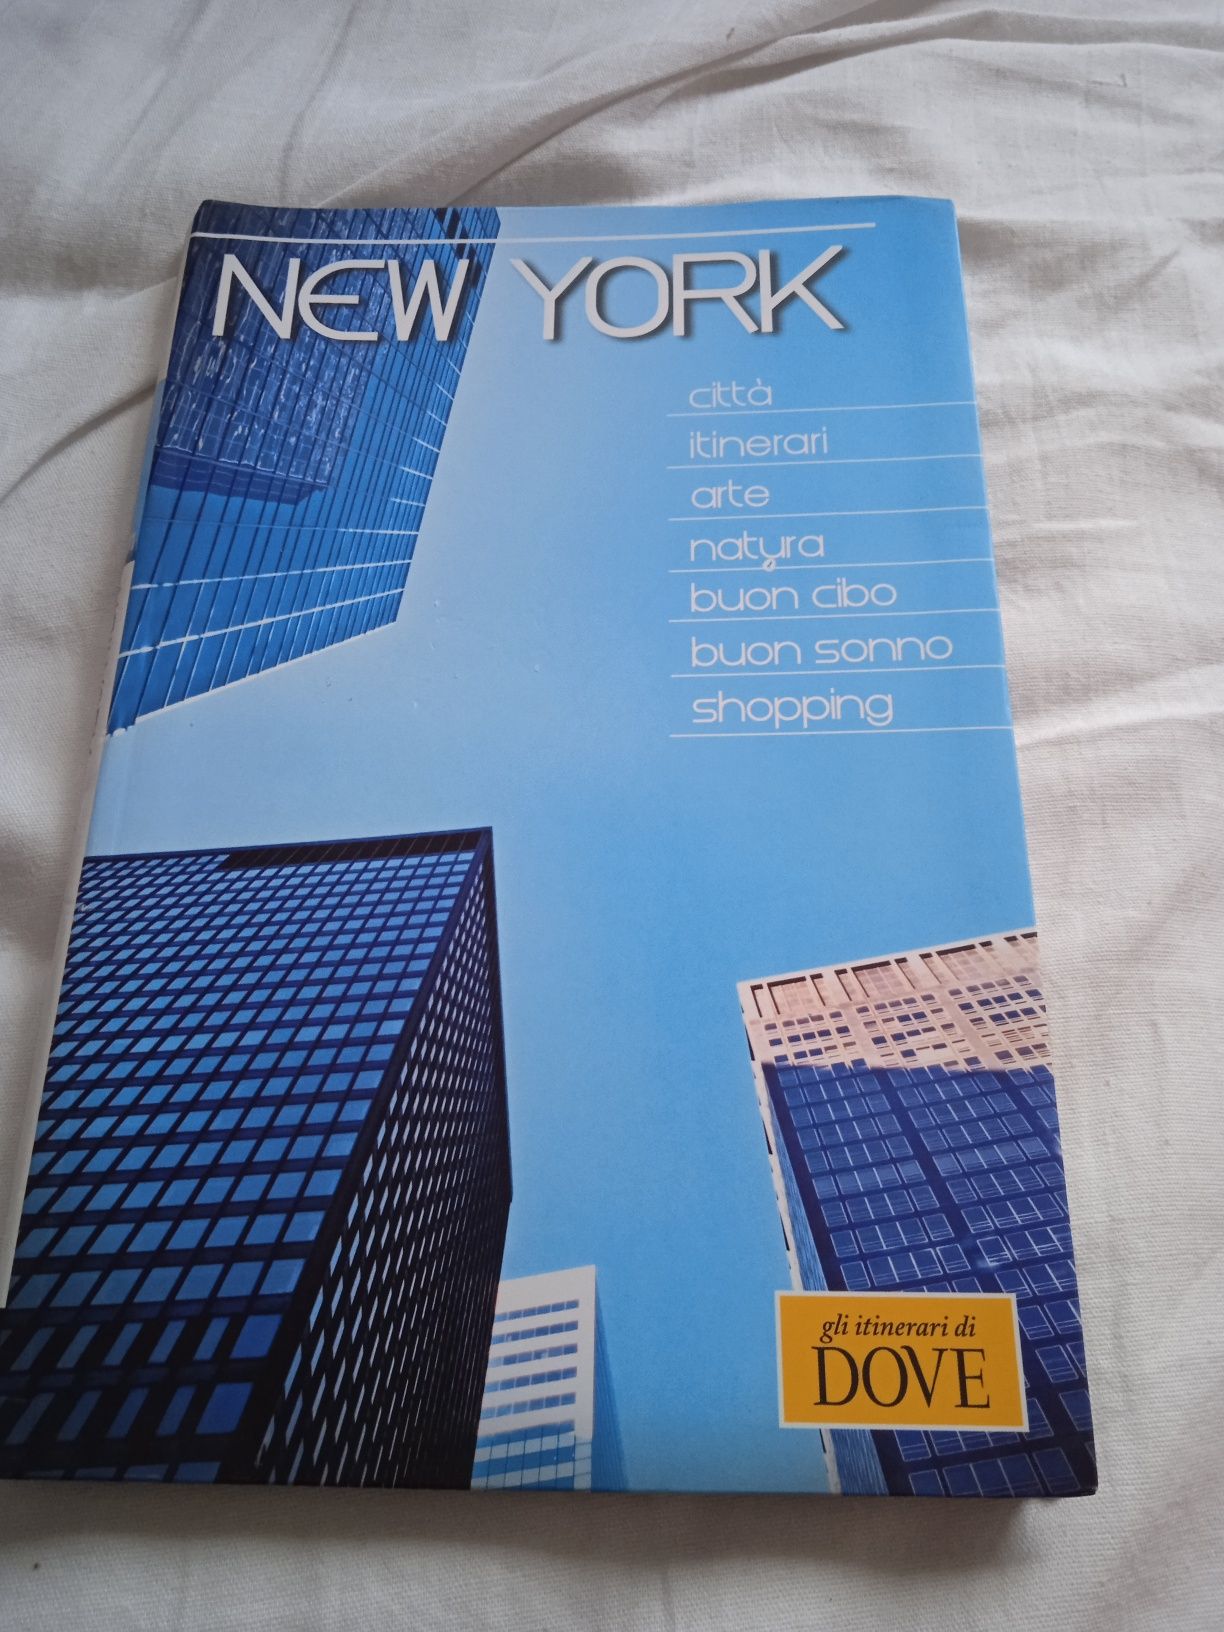 NEW YORK
città
itinerari
arte
natura
buon cibo
buon sonno
shopping
gli itinerari di
DOVE